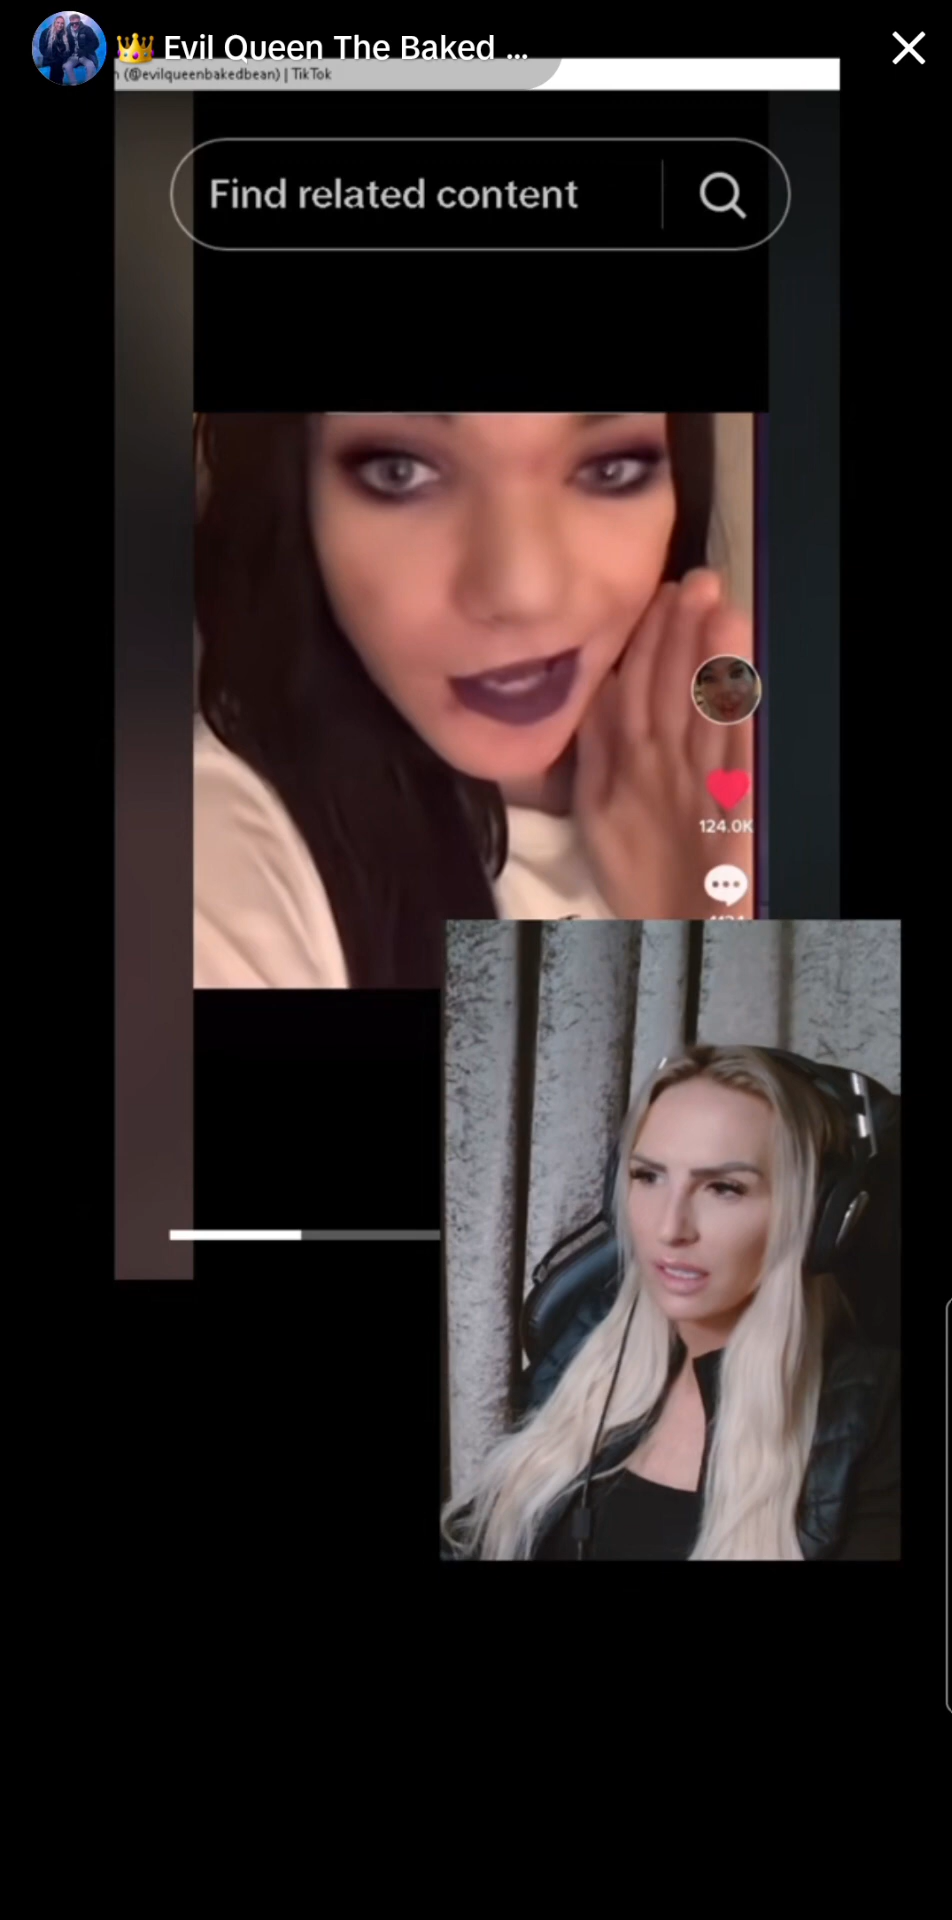 👑 Evil Queen The Baked ...
(@evilqueenbakedbean) | TikTok
Find related content
124.0K